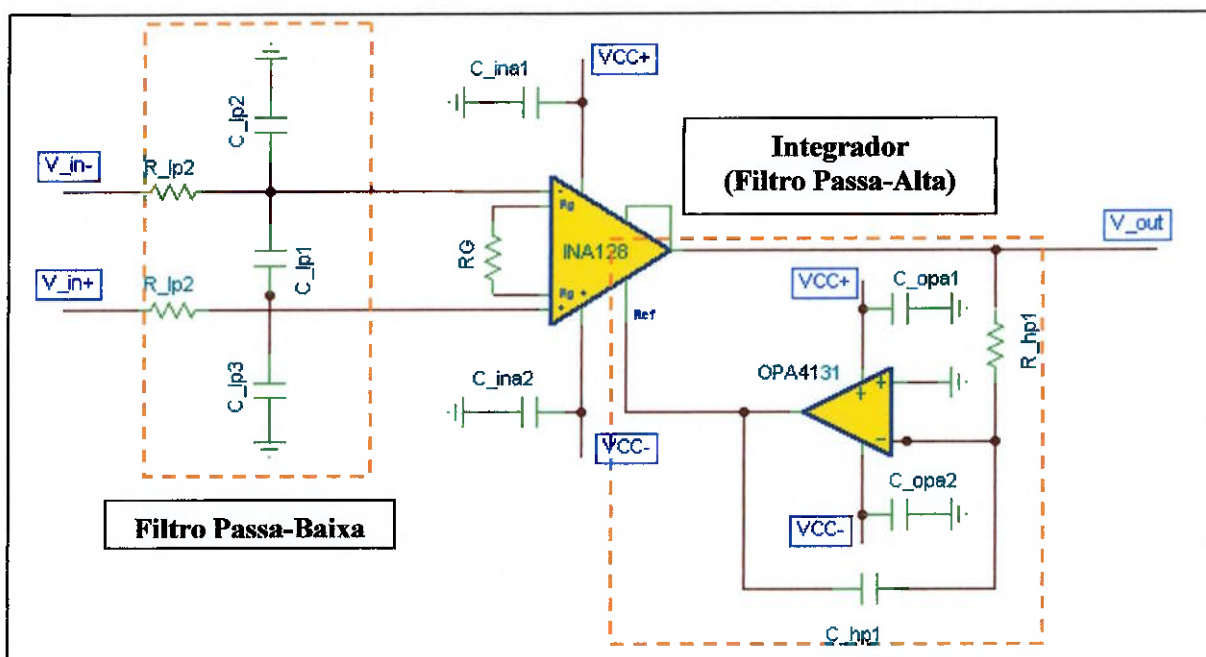 VCC+
C_ina1
C_lp2
V_in-
R_lp2
Integrador
(Filtro Passa-Alta)
Rg
RG
INA128
V_out
C_lp1
V_in+
R_lp2
Rg
Ref
VCC+
C_opa1
R_hp1
OPA4131
C_lp3
C_ina2
VCC-
C_opa2
Filtro Passa-Baixa
VCC-
C_hp1